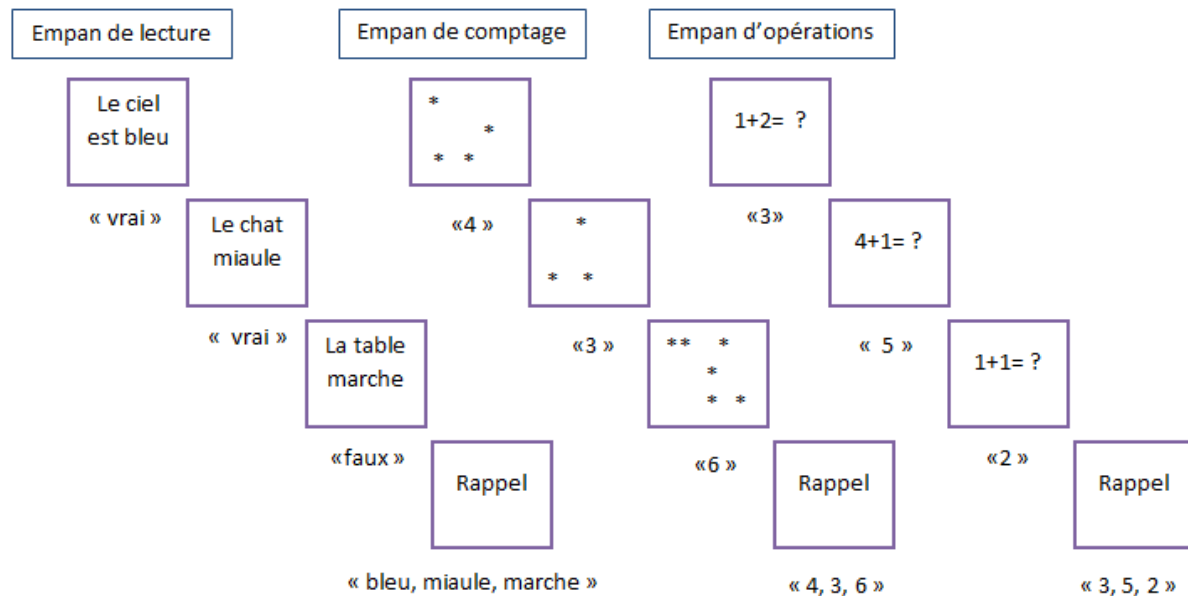 Empan de lecture
Empan de comptage
Empan d’opérations
Le ciel
est bleu
*
*
* *
1+2= ?
« vrai »
«4 »
«3»
Le chat
miaule
*
* *
4+1= ?
« vrai »
«3 »
« 5 »
La table
marche
** *
*
* *
1+1= ?
«faux »
«6 »
«2 »
Rappel
Rappel
Rappel
« bleu, miaule, marche »
« 4, 3, 6 »
« 3, 5, 2 »